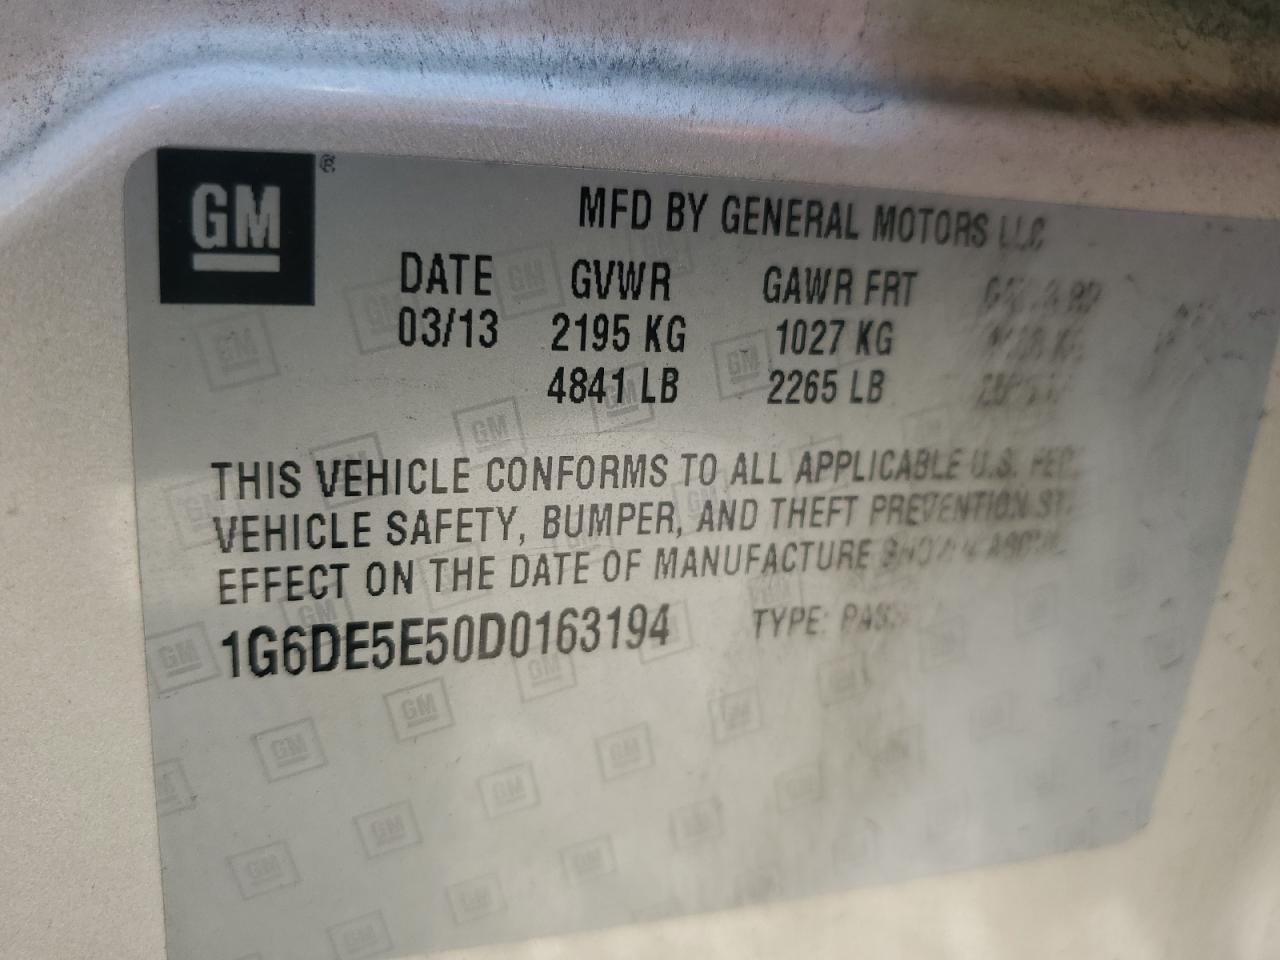 GM ®
MFD BY GENERAL MOTORS LLC
DATE GVWR GAWR FRT
03/13 2195 KG 1027 KG
4841 LB 2265 LB
THIS VEHICLE CONFORMS TO ALL APPLICABLE U.S.
VEHICLE SAFETY, BUMPER, AND THEFT PREVENTION
EFFECT ON THE DATE OF MANUFACTURE
1G6DE5E50D0163194 TYPE: